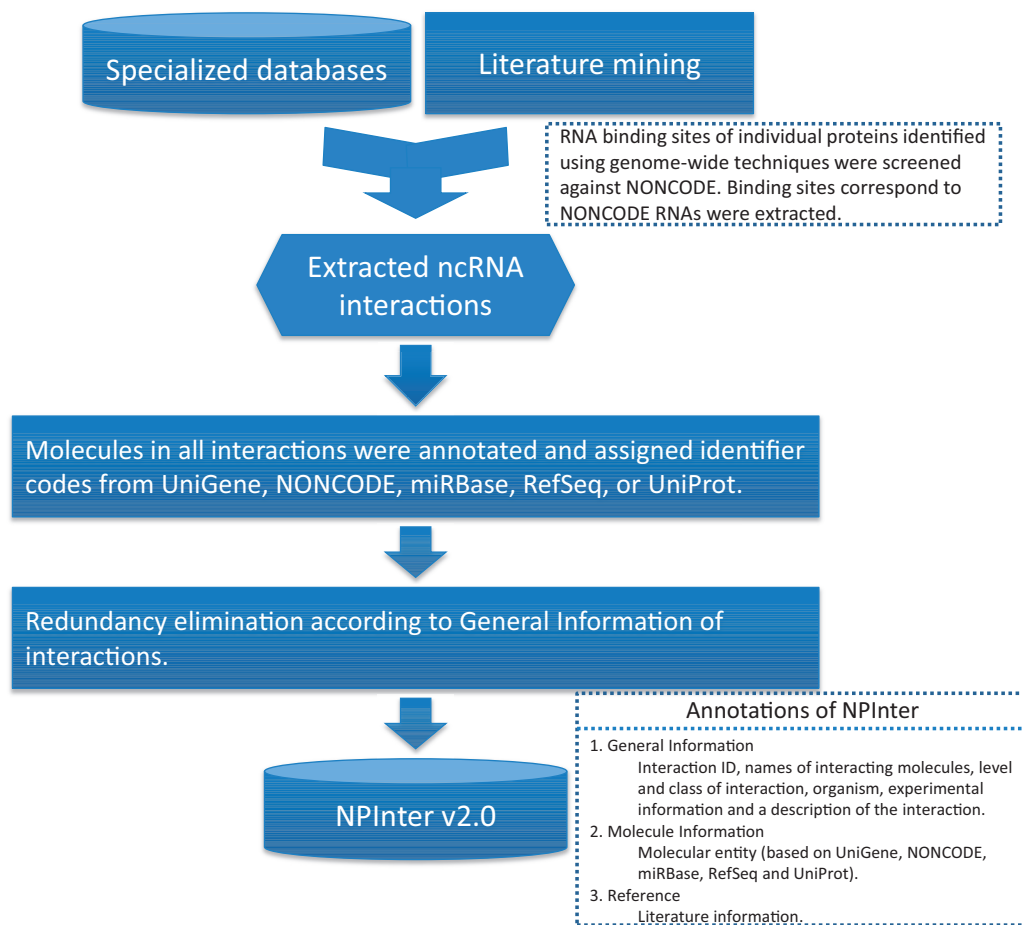 Specialized databases
Literature mining
RNA binding sites of individual proteins identified
using genome-wide techniques were screened
against NONCODE. Binding sites correspond to
NONCODE RNAs were extracted.
Extracted ncRNA
interactions
Molecules in all interactions were annotated and assigned identifier
codes from UniGene, NONCODE, miRBase, RefSeq, or UniProt.
Redundancy elimination according to General Information of
interactions.
NPInter v2.0
Annotations of NPInter
1. General Information
Interaction ID, names of interacting molecules, level
and class of interaction, organism, experimental
information and a description of the interaction.
2. Molecule Information
Molecular entity (based on UniGene, NONCODE,
miRBase, RefSeq and UniProt).
3. Reference
Literature information.